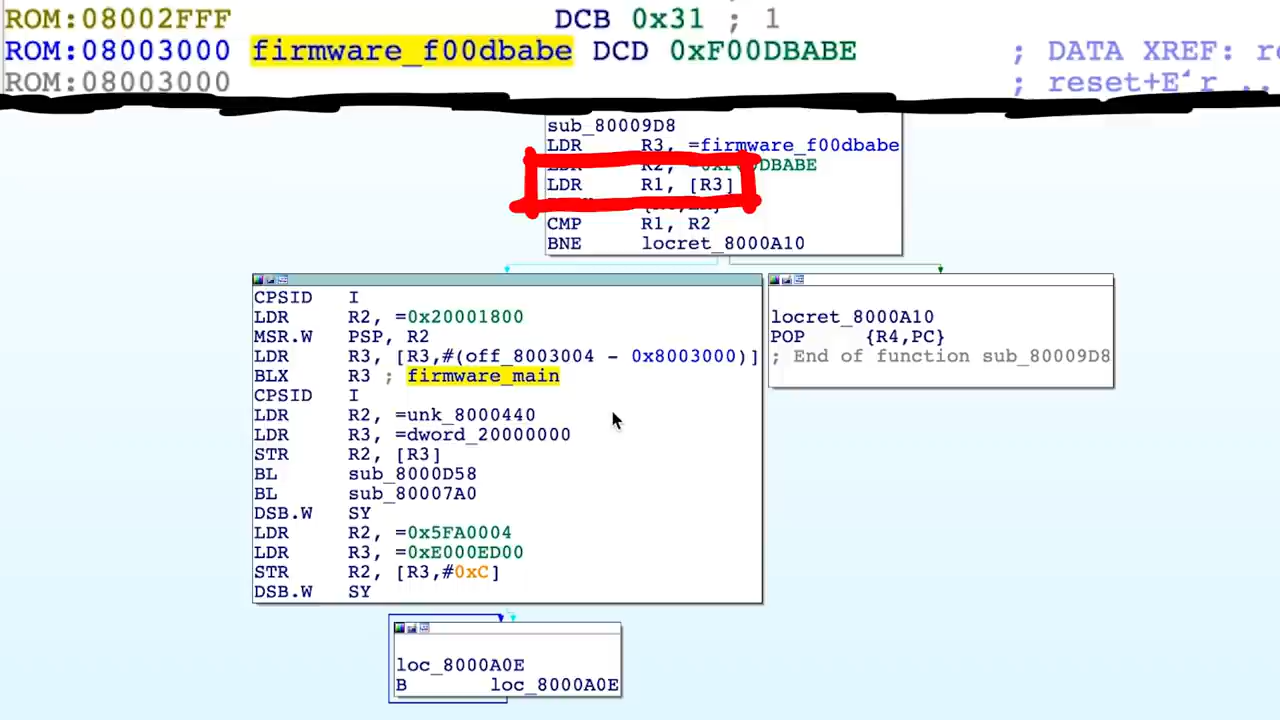 ROM:08002FFF DCB 0x31 ; 1
ROM:08003000 firmware_f00dbabe DCD 0xF00DBABE ; DATA XREF:
ROM:08003000 ; reset+E↑r ..
sub_80009D8
LDR R3, =firmware_f00dbabe
LDR R2, =0xF00DBABE
LDR R1, [R3]
CMP R1, R2
BNE locret_8000A10
CPSID I
LDR R2, =0x20001800
MSR.W PSP, R2
LDR R3, [R3,#(off_8003004 - 0x8003000)]
BLX R3 ; firmware_main
CPSID I
LDR R2, =unk_8000440
LDR R3, =dword_20000000
STR R2, [R3]
BL sub_8000D58
BL sub_80007A0
DSB.W SY
LDR R2, =0x5FA0004
LDR R3, =0xE000ED00
STR R2, [R3,#0xC]
DSB.W SY
locret_8000A10
POP {R4,PC}
; End of function sub_80009D8
loc_8000A0E
B loc_8000A0E